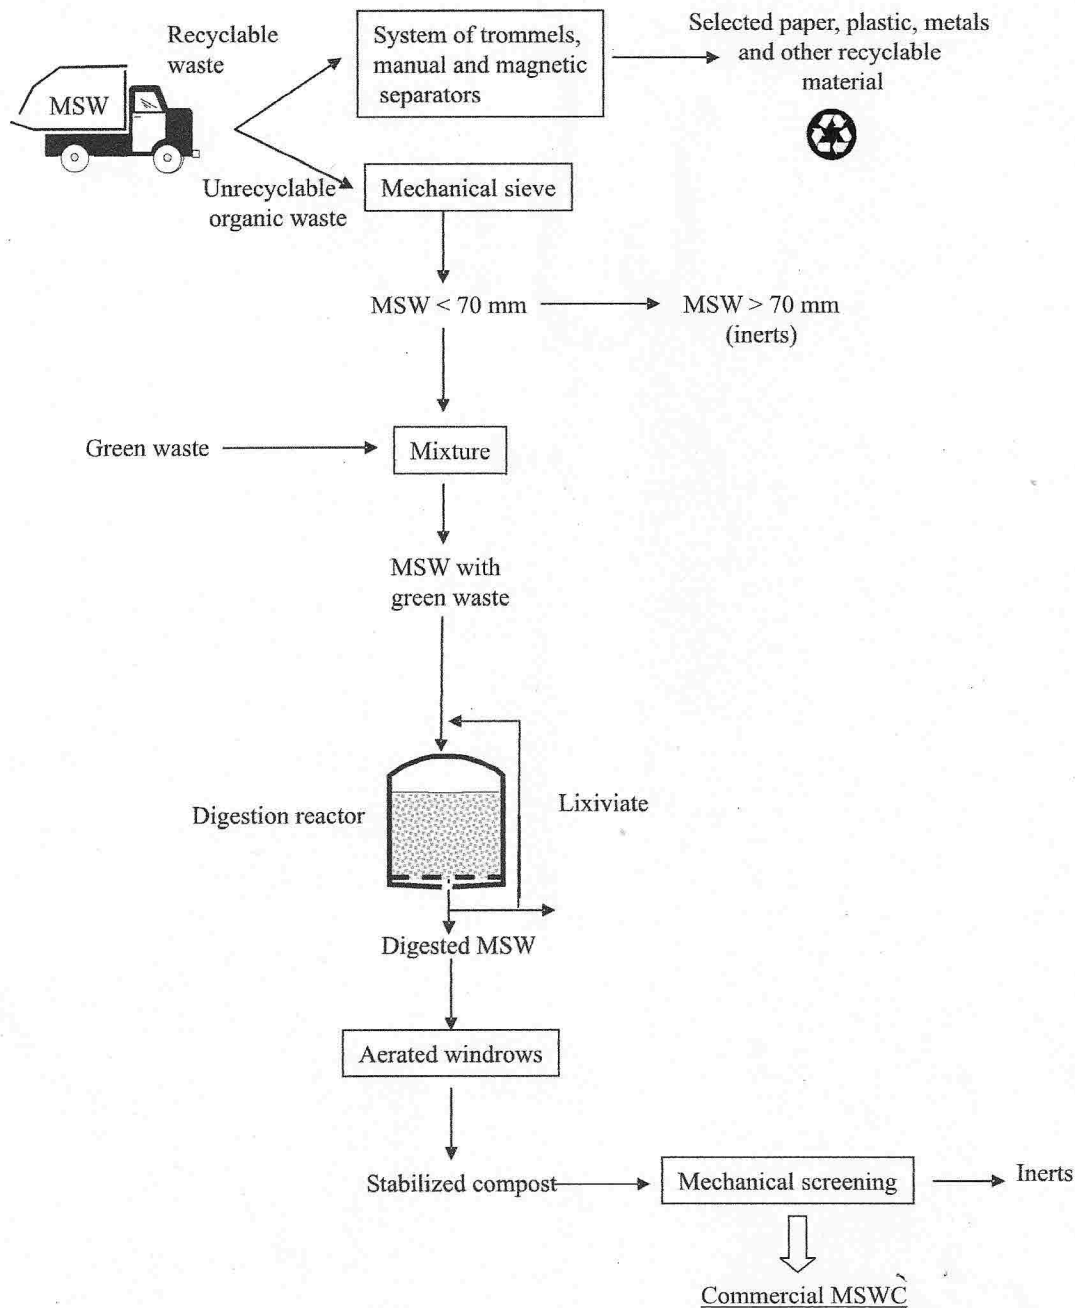 Recyclable
waste
System of trommels,
manual and magnetic
separators
Selected paper, plastic, metals
and other recyclable
material
MSW
Unrecyclable
organic waste
Mechanical sieve
MSW < 70 mm
MSW > 70 mm
(inerts)
Green waste
Mixture
MSW with
green waste
Digestion reactor
Lixiviate
Digested MSW
Aerated windrows
Stabilized compost
Mechanical screening
Inerts
Commercial MSWC